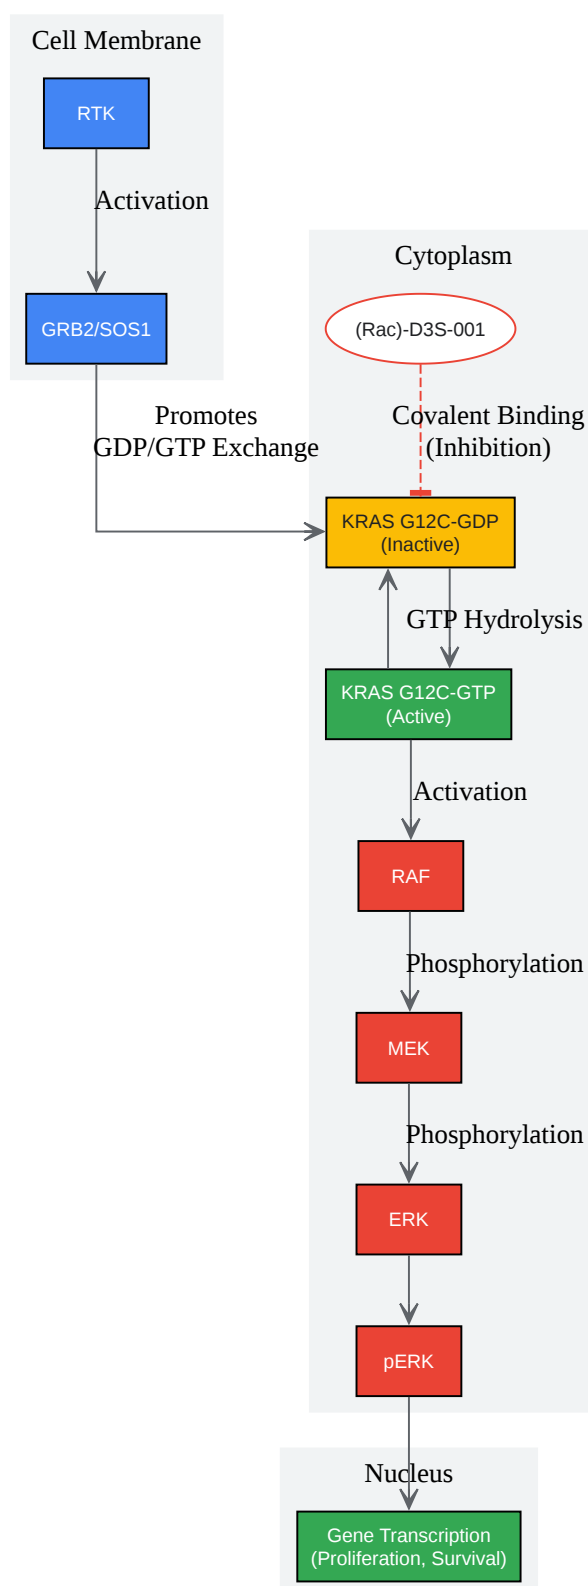 Cell Membrane
RTK
Activation
GRB2/SOS1
Promotes
GDP/GTP Exchange
Cytoplasm
(Rac)-D3S-001
Covalent Binding
(Inhibition)
KRAS G12C-GDP
(Inactive)
GTP Hydrolysis
KRAS G12C-GTP
(Active)
Activation
RAF
Phosphorylation
MEK
Phosphorylation
ERK
pERK
Nucleus
Gene Transcription
(Proliferation, Survival)